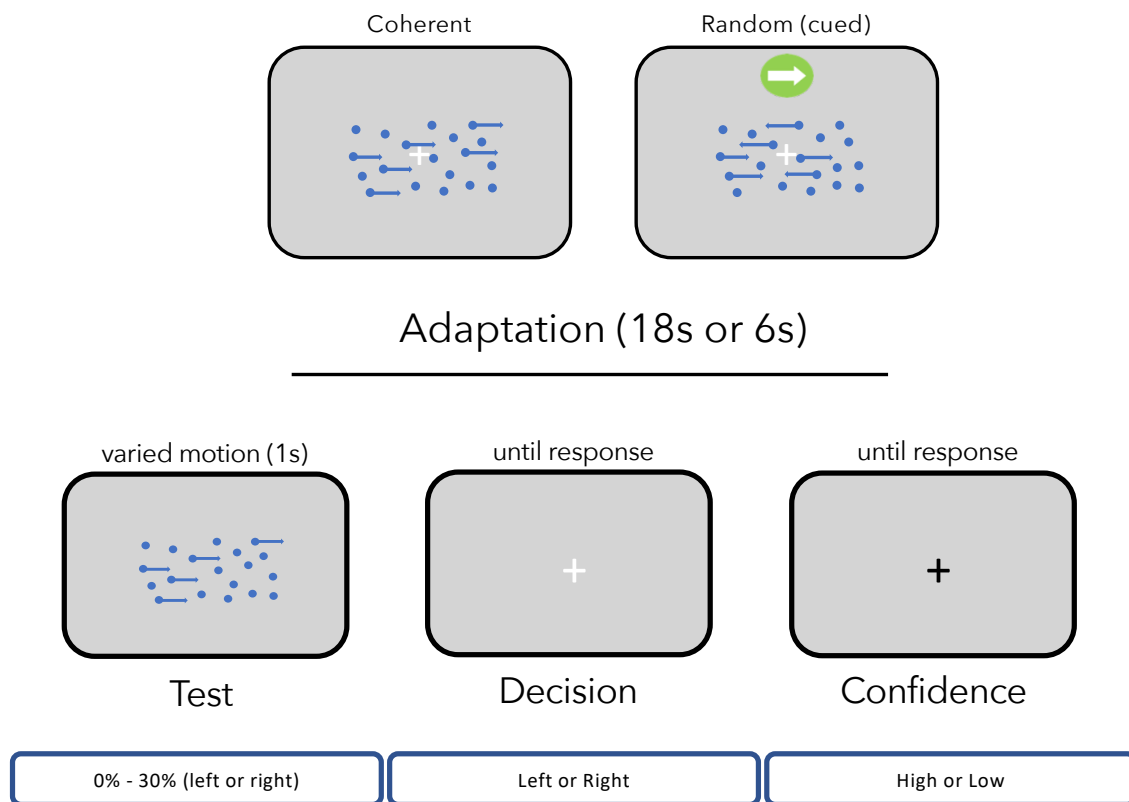 Coherent
Random (cued)
Adaptation (18s or 6s)
varied motion (1s)
until response
until response
Test
Decision
Confidence
0% - 30% (left or right)
Left or Right
High or Low